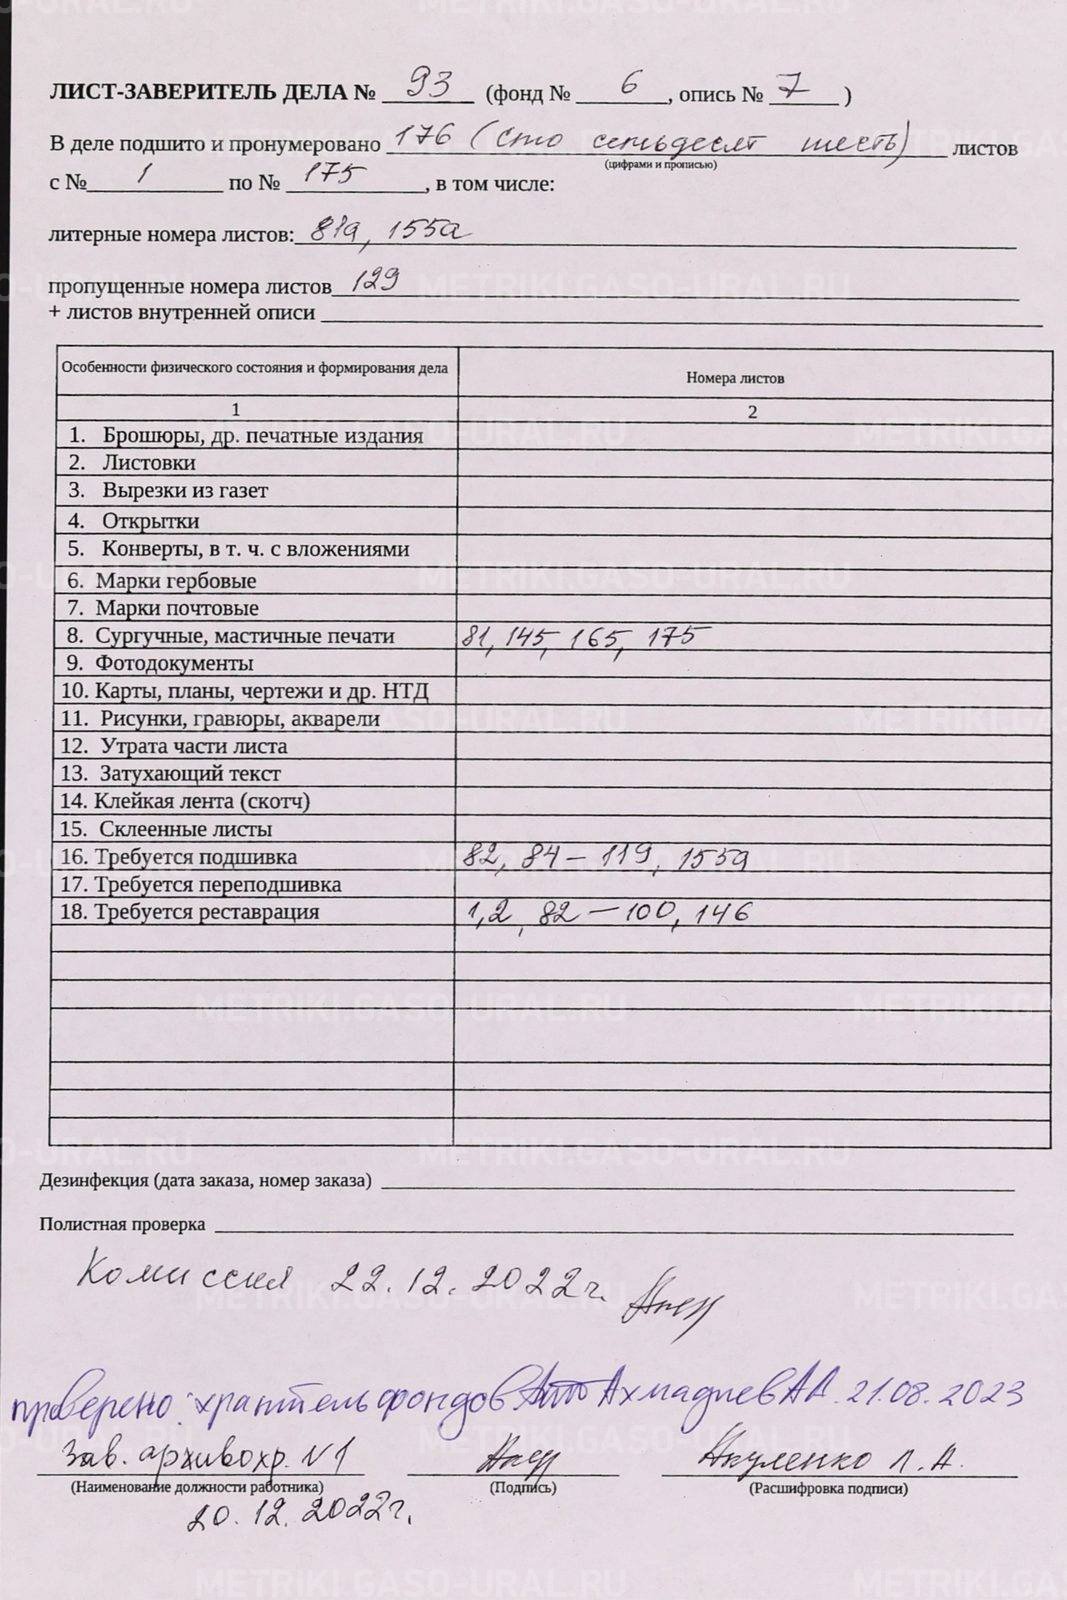 ЛИСТ-ЗАВЕРИТЕЛЬ ДЕЛА № 93 (фонд № 6, опись № 7)
В деле подшито и пронумеровано 176 (сто семьдесят шесть) листов
(цифрами и прописью)
с № 1 по № 175, в том числе:
литерные номера листов: 81а, 155а
пропущенные номера листов 129
+ листов внутренней описи
Особенности физического состояния и формирования дела Номера листов
1 2
1. Брошюры, др. печатные издания
2. Листовки
3. Вырезки из газет
4. Открытки
5. Конверты, в т. ч. с вложениями
6. Марки гербовые
7. Марки почтовые
8. Сургучные, мастичные печати 81, 145, 165, 175
9. Фотодокументы
10. Карты, планы, чертежи и др. НТД
11. Рисунки, гравюры, акварели
12. Утрата части листа
13. Затухающий текст
14. Клейкая лента (скотч)
15. Склеенные листы
16. Требуется подшивка 82, 84 – 119, 155а
17. Требуется переподшивка
18. Требуется реставрация 1,2, 82 – 100, 146
Дезинфекция (дата заказа, номер заказа)
Полистная проверка
Комиссия 22.12.2022г.
проверено: хранитель фондов Ахмадиев АА. 21.08.2023
Зав. архивохр. №1 Акуленко Л.А.
(Наименование должности работника) (Подпись) (Расшифровка подписи)
20.12.2022г.
METRIKI.GASO-URAL.RU